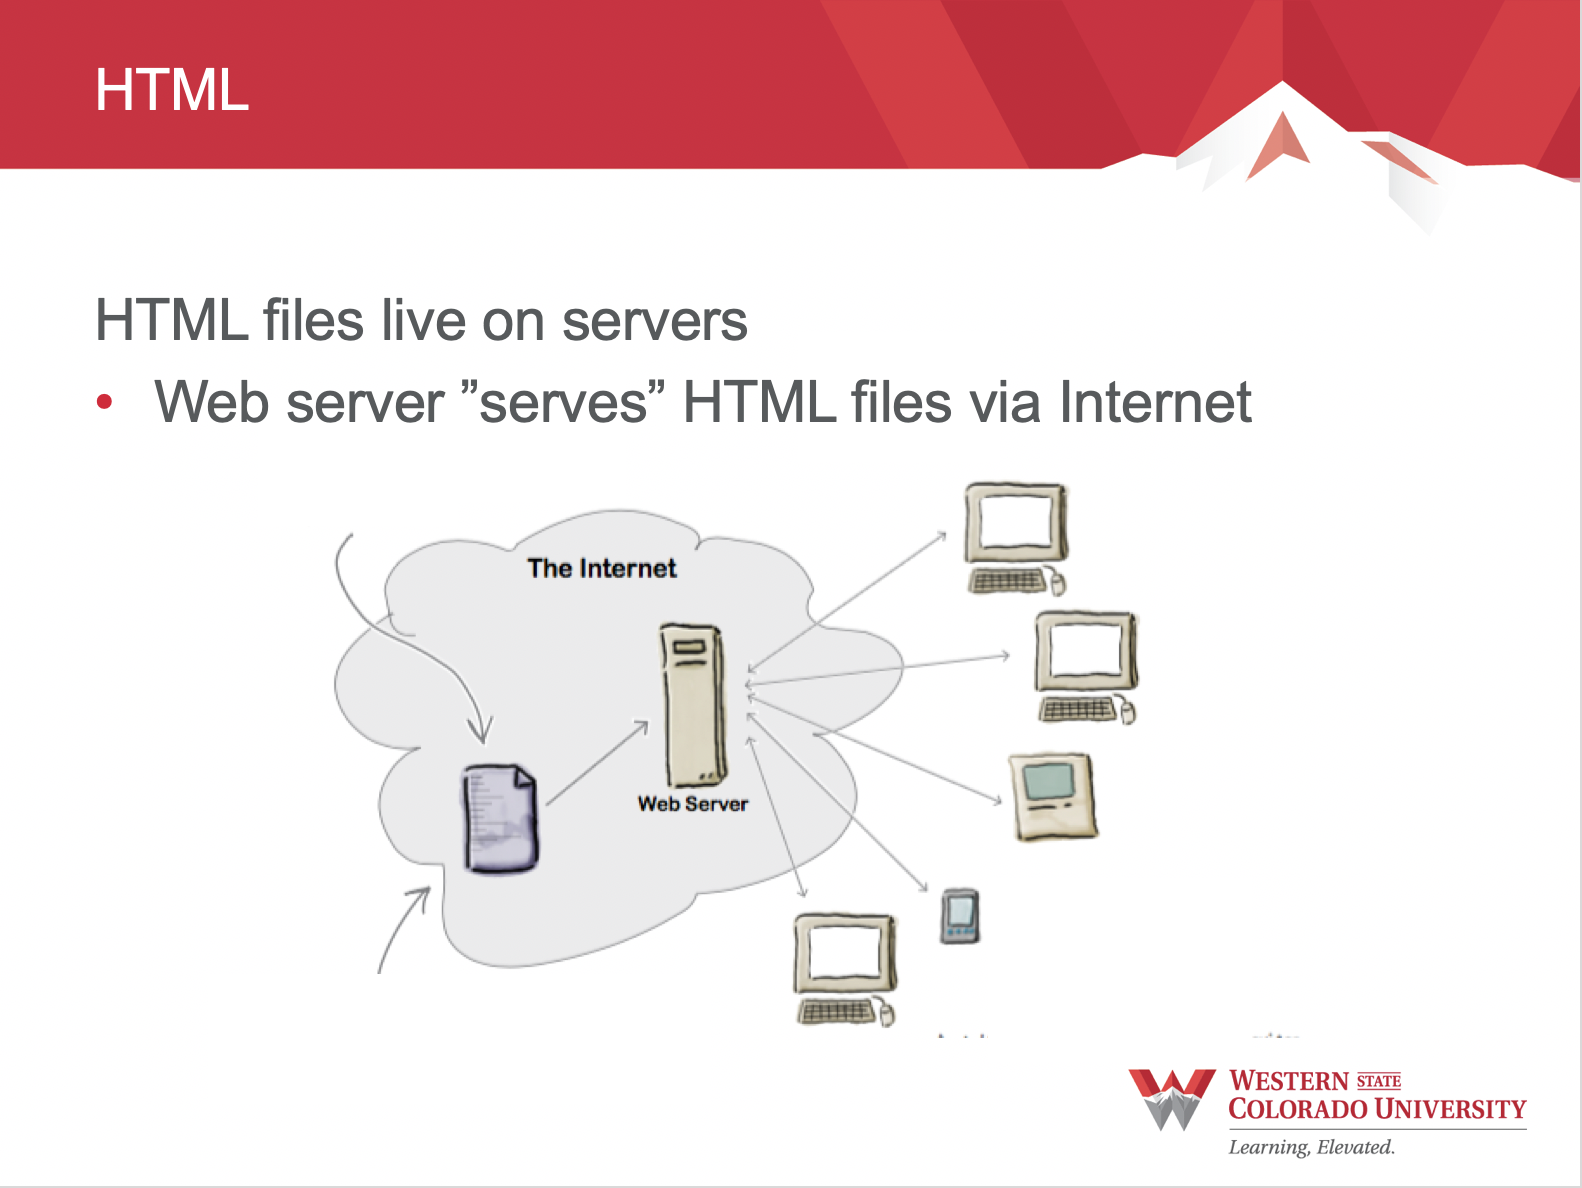 HTML
HTML files live on servers
• Web server ”serves” HTML files via Internet
The Internet
Web Server
WESTERN STATE
COLORADO UNIVERSITY
Learning, Elevated.